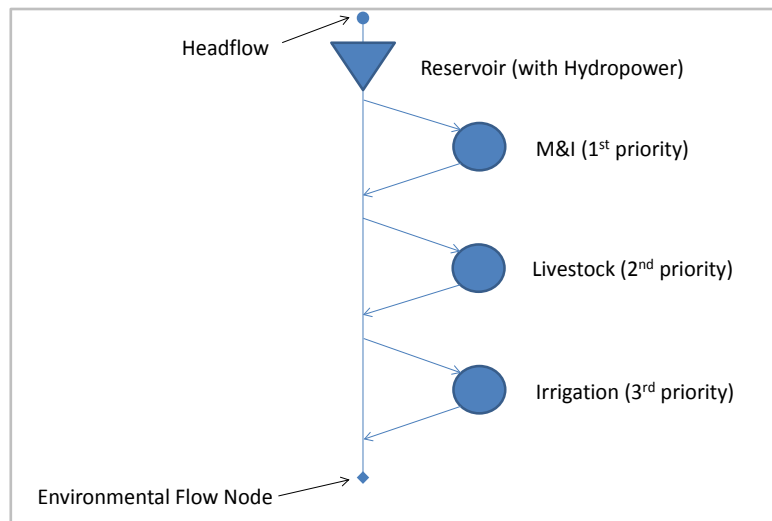 Headflow
Reservoir (with Hydropower)
M&I (1st priority)
Livestock (2nd priority)
Irrigation (3rd priority)
Environmental Flow Node